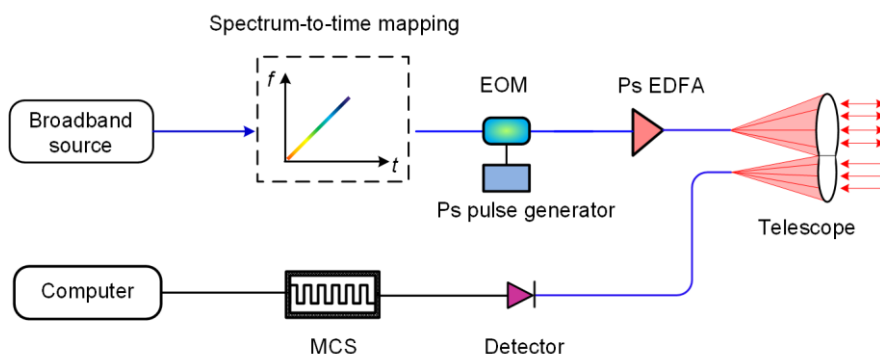 Spectrum-to-time mapping
Broadband
source
f
t
EOM
Ps EDFA
Ps pulse generator
Telescope
Computer
MCS
Detector